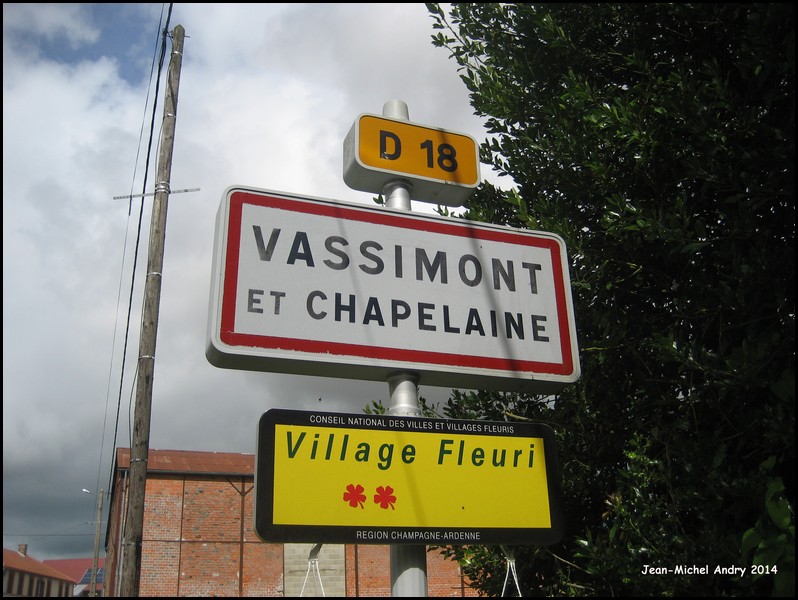 D 18
VASSIMONT
ET CHAPELAINE
CONSEIL NATIONAL DES VILLES ET VILLAGES FLEURIS
Village Fleuri
REGION CHAMPAGNE-ARDENNE
Jean-Michel Andry 2014